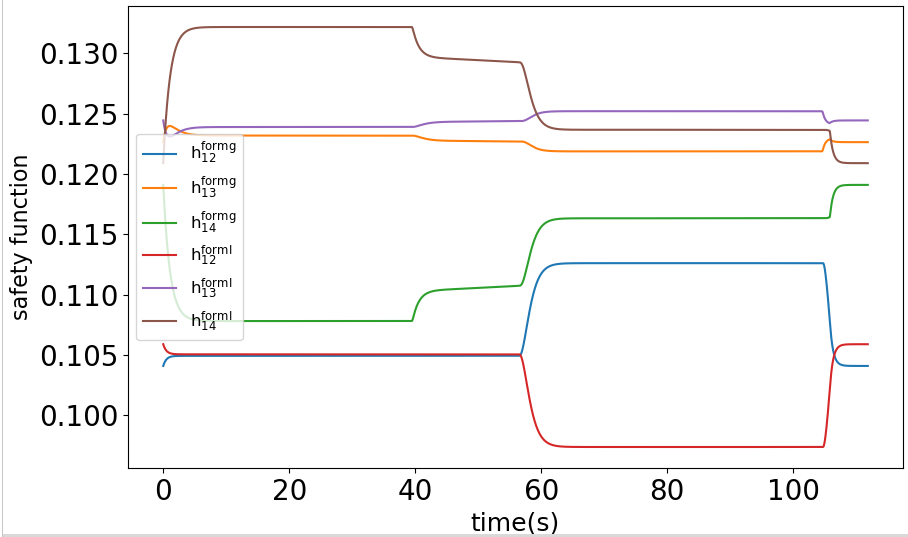 safety function
0.130
0.125
0.120
0.115
0.110
0.105
0.100
h₁₂^formg
h₁₃^formg
h₁₄^formg
h₁₂^forml
h₁₃^forml
h₁₄^forml
0 20 40 60 80 100
time(s)